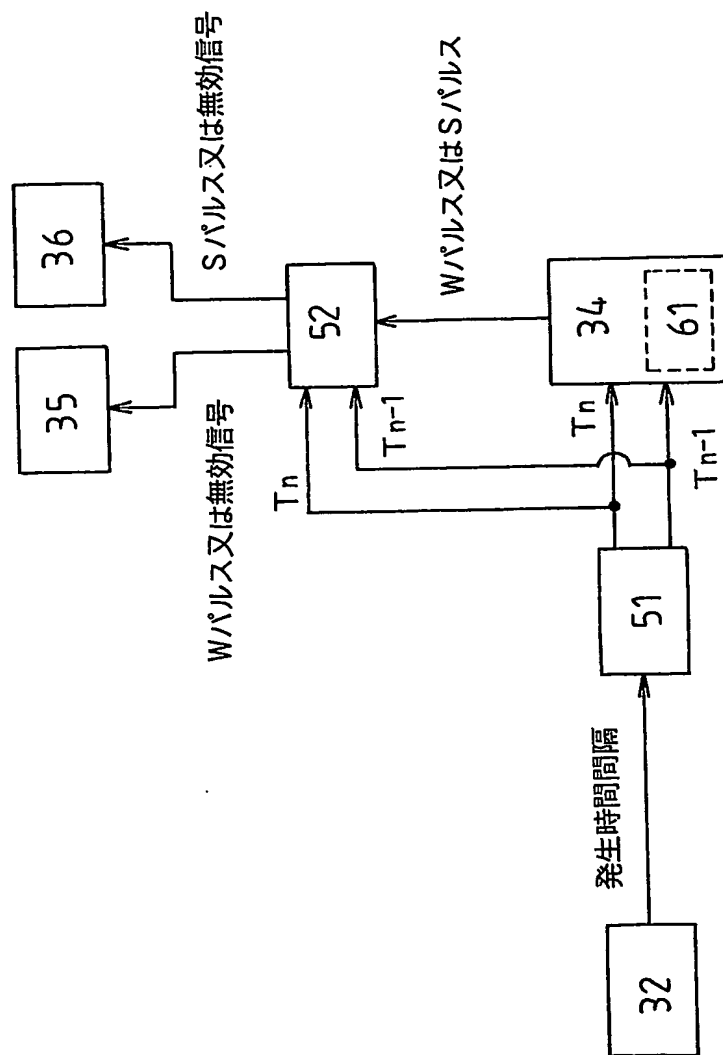 36
Sパルス又は無効信号
35
Wパルス又は無効信号
52
Wパルス又はSパルス
Tn
Tn-1
34
61
Tn
Tn-1
51
発生時間間隔
32